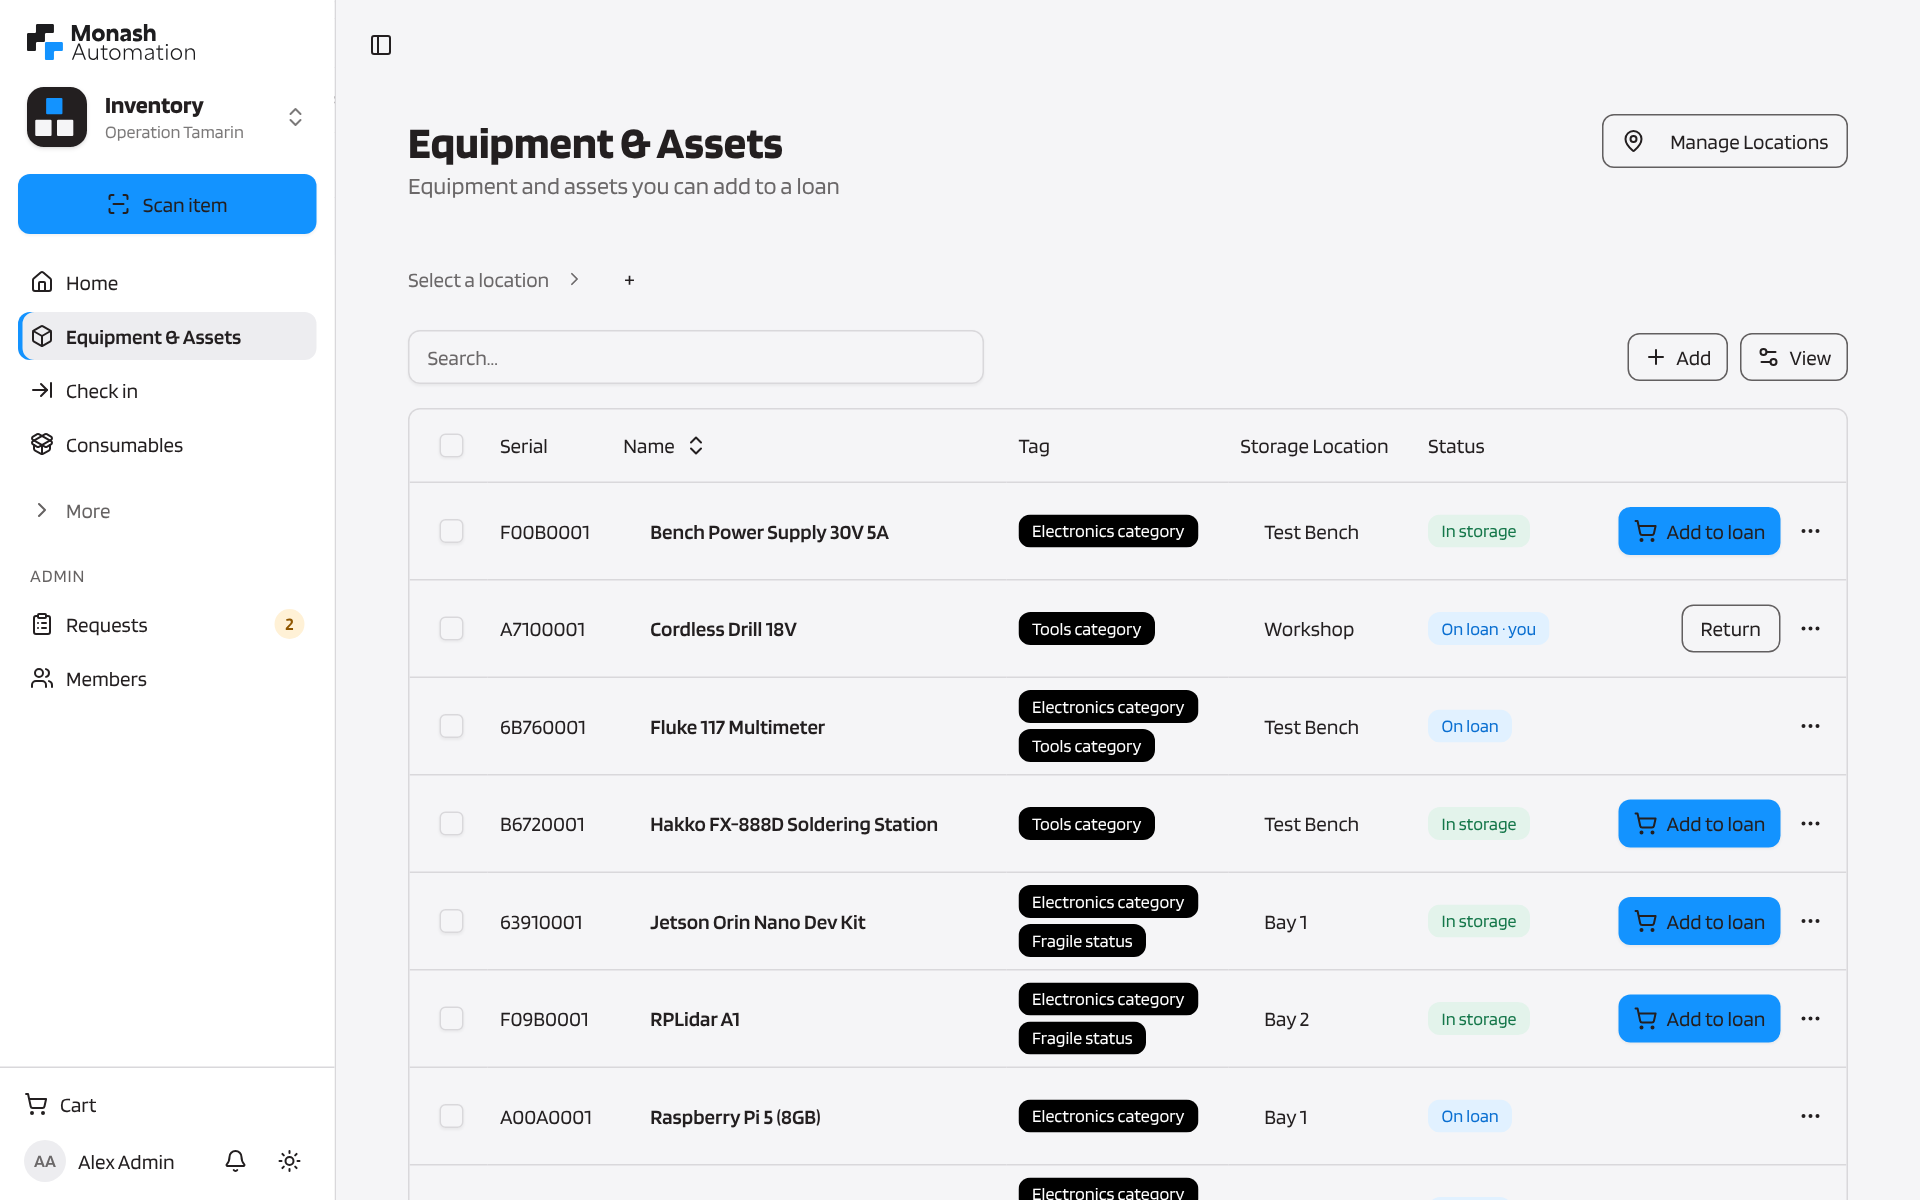 Monash
Automation
Inventory
Operation Tamarin
Scan item
Home
Equipment & Assets
Check in
Consumables
More
ADMIN
Requests 2
Members
Cart
AA Alex Admin
Equipment & Assets
Equipment and assets you can add to a loan
Manage Locations
Select a location > +
Search...
Add
View
Serial Name Tag Storage Location Status
F00B0001 Bench Power Supply 30V 5A Electronics category Test Bench In storage Add to loan ...
A7100001 Cordless Drill 18V Tools category Workshop On loan · you Return ...
6B760001 Fluke 117 Multimeter Electronics category Tools category Test Bench On loan ...
B6720001 Hakko FX-888D Soldering Station Tools category Test Bench In storage Add to loan ...
63910001 Jetson Orin Nano Dev Kit Electronics category Fragile status Bay 1 In storage Add to loan ...
F09B0001 RPLidar A1 Electronics category Fragile status Bay 2 In storage Add to loan ...
A00A0001 Raspberry Pi 5 (8GB) Electronics category Bay 1 On loan ...
Electronics category